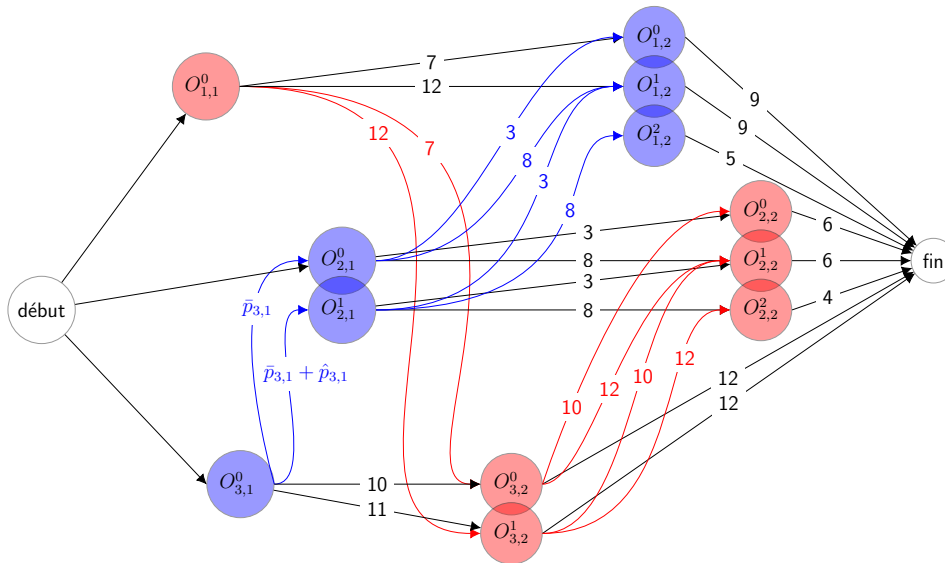 O^0_{1,2}
7
O^0_{1,1}
12
O^1_{1,2}
9
9
3
12
7
O^2_{1,2}
8
5
3
8
O^0_{2,2}
3
6
O^0_{2,1}
8
O^1_{2,2}
6
fin
3
début
p̄_{3,1}
O^1_{2,1}
8
O^2_{2,2}
4
12
p̄_{3,1} + p̂_{3,1}
10
12
10
12
12
O^0_{3,1}
10
O^0_{3,2}
11
O^1_{3,2}